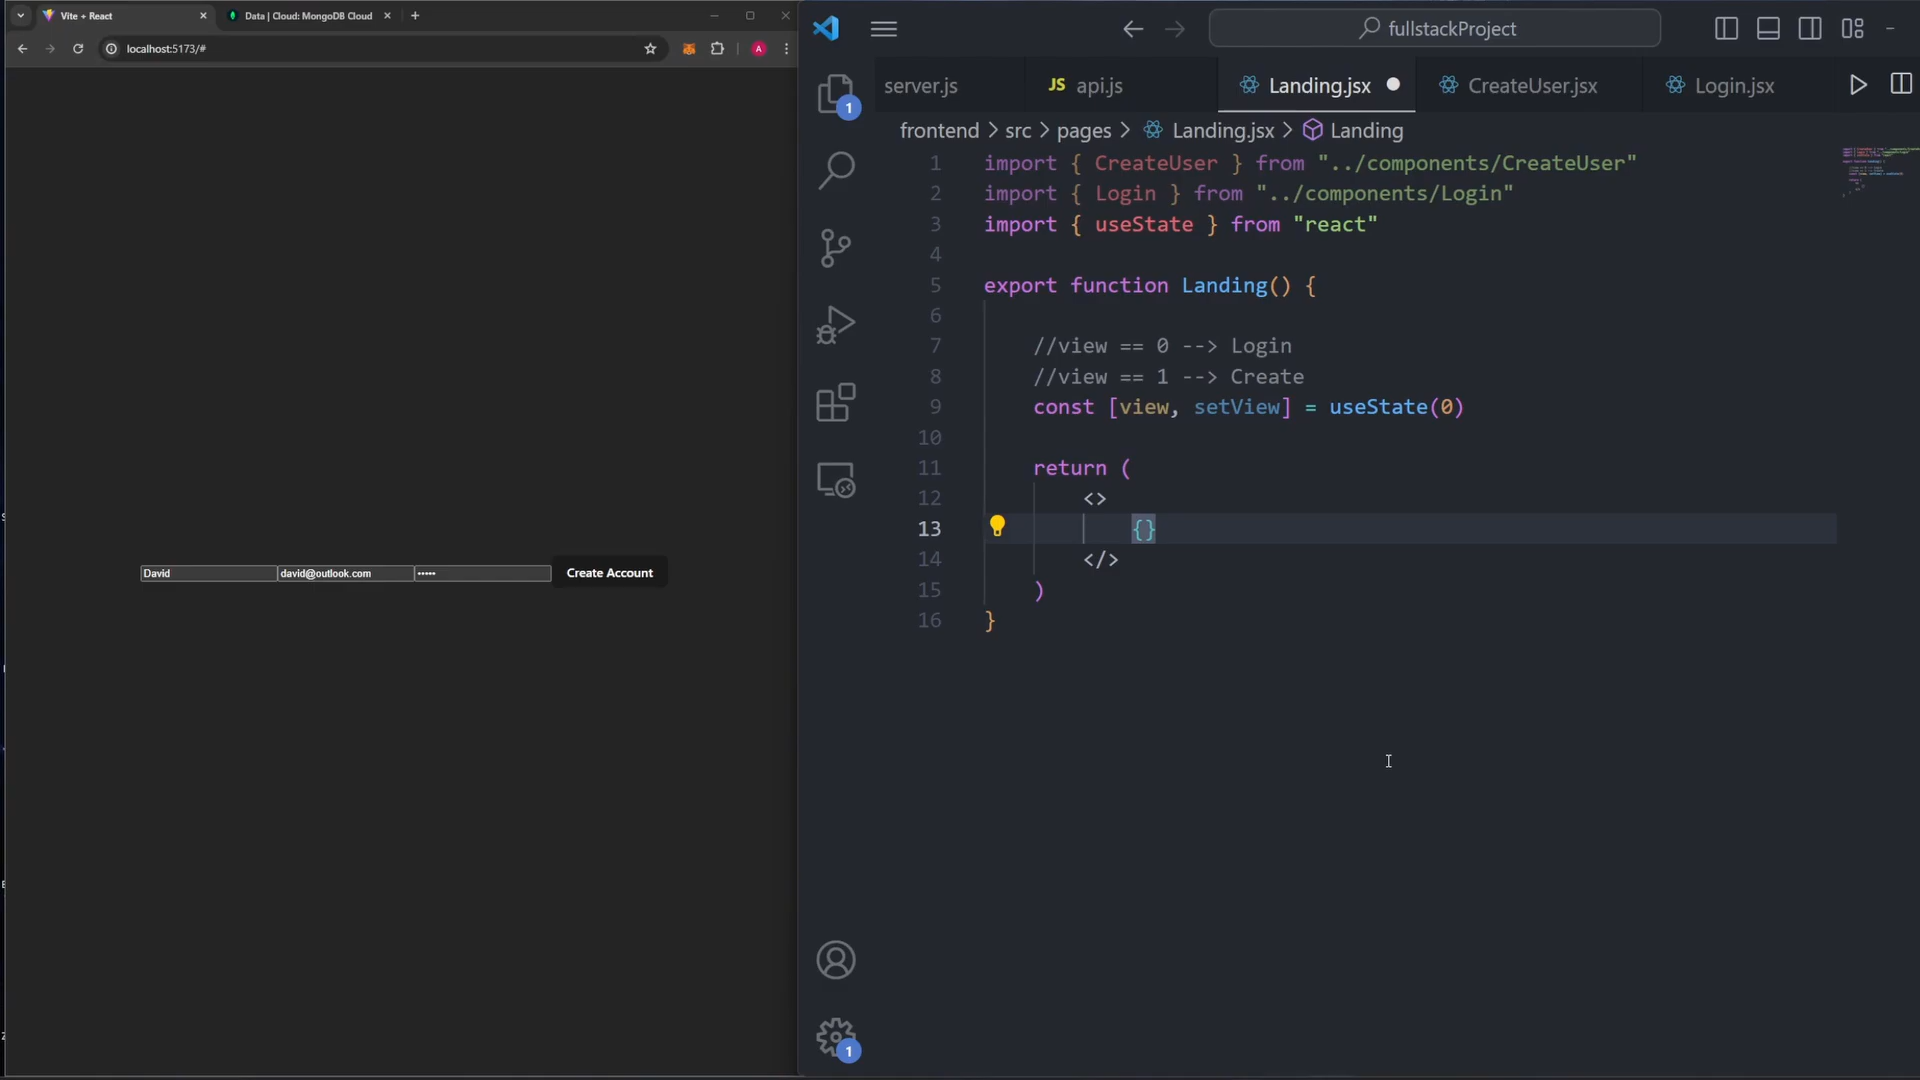 Vite + React
Data | Cloud: MongoDB Cloud
localhost:5173/#
A
David
david@outlook.com
•••••
Create Account
fullstackProject
1
server.js
JS api.js
Landing.jsx
CreateUser.jsx
Login.jsx
frontend > src > pages > Landing.jsx > Landing
1 import { CreateUser } from "../components/CreateUser"
2 import { Login } from "../components/Login"
3 import { useState } from "react"
4
5 export function Landing() {
6
7 //view == 0 --> Login
8 //view == 1 --> Create
9 const [view, setView] = useState(0)
10
11 return (
12 <>
13 {}
14 </>
15 )
16 }
1